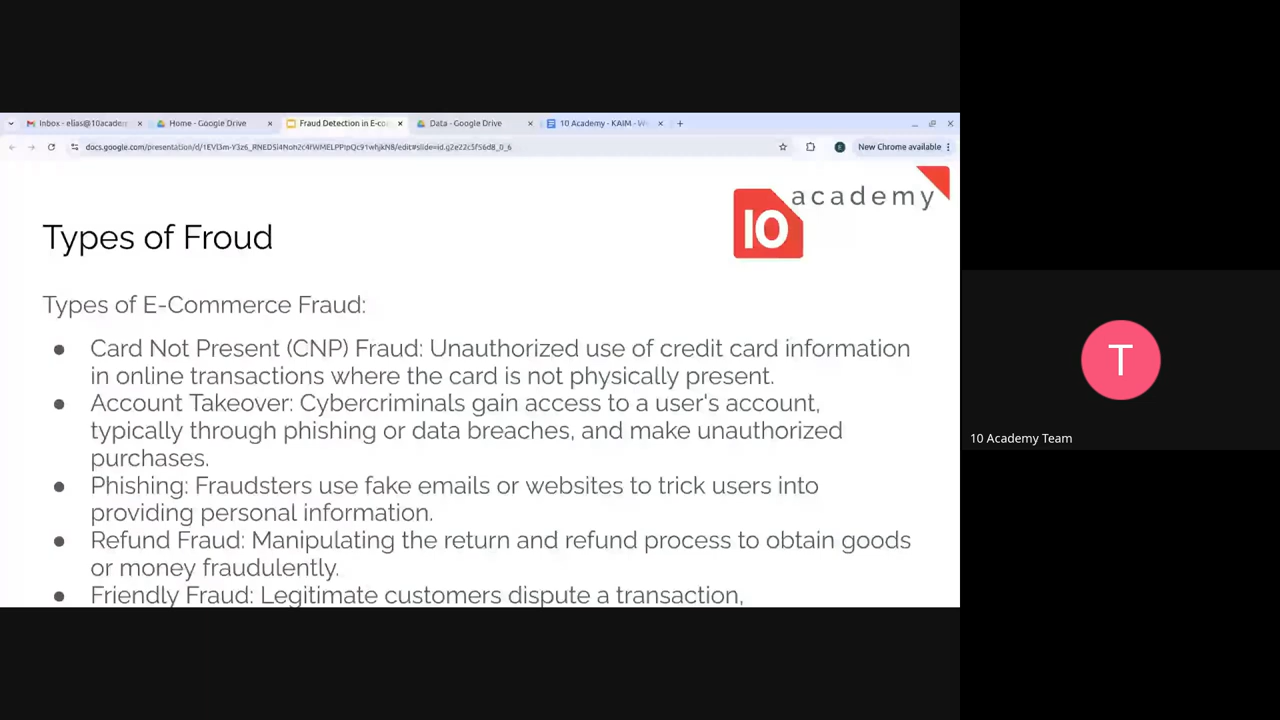 Inbox - elias@10academ
Home - Google Drive
Fraud Detection in E-co
Data - Google Drive
10 Academy - KAIM - We
New Chrome available
10 academy
Types of Froud
Types of E-Commerce Fraud:
● Card Not Present (CNP) Fraud: Unauthorized use of credit card information
in online transactions where the card is not physically present.
● Account Takeover: Cybercriminals gain access to a user's account,
typically through phishing or data breaches, and make unauthorized
purchases.
● Phishing: Fraudsters use fake emails or websites to trick users into
providing personal information.
● Refund Fraud: Manipulating the return and refund process to obtain goods
or money fraudulently.
● Friendly Fraud: Legitimate customers dispute a transaction,
T
10 Academy Team